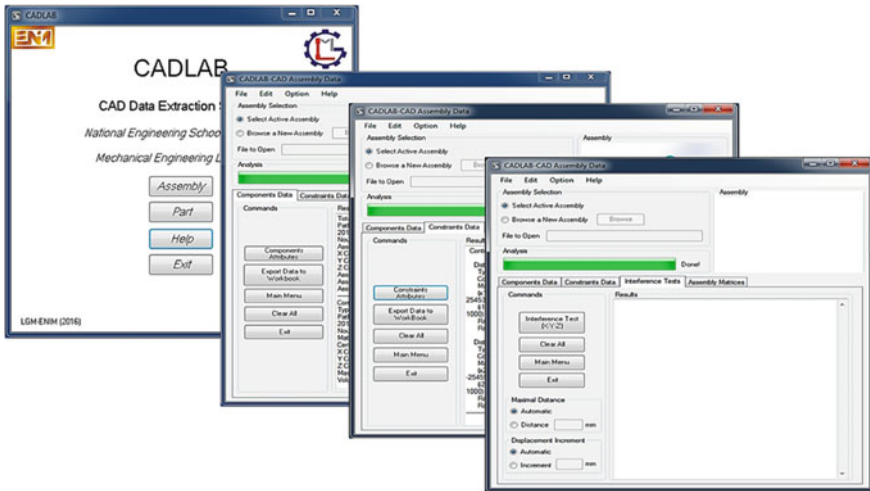 CADLAB
ENIM
LMG
CADLAB
CAD Data Extraction S
National Engineering Schoo
Mechanical Engineering L
Assembly
Part
Help
Exit
LGM-ENIM (2016)
CADLAB-CAD Assembly Data
File Edit Option Help
Assembly Selection
Select Active Assembly
Browse a New Assembly
File to Open
Analysis
Components Data Constraints Data
Commands
Components Attributes
Export Data to Workbook
Main Menu
Clear All
Exit
CADLAB-CAD Assembly Data
File Edit Option Help
Assembly Selection
Assembly
Select Active Assembly
Browse a New Assembly
File to Open
Analysis
Components Data Constraints Data
Commands
Constraints Attributes
Export Data to WorkBook
Clear All
Main Menu
Exit
CADLAB-CAD Assembly Data
File Edit Option Help
Assembly Selection
Assembly
Select Active Assembly
Browse a New Assembly Browse
File to Open
Analysis
Done!
Components Data Constraints Data Interference Tests Assembly Matrices
Commands
Results
Interference Test
(X-Y-Z)
Clear All
Main Menu
Exit
Maximal Distance
Automatic
Distance mm
Displacement Increment
Automatic
Increment mm